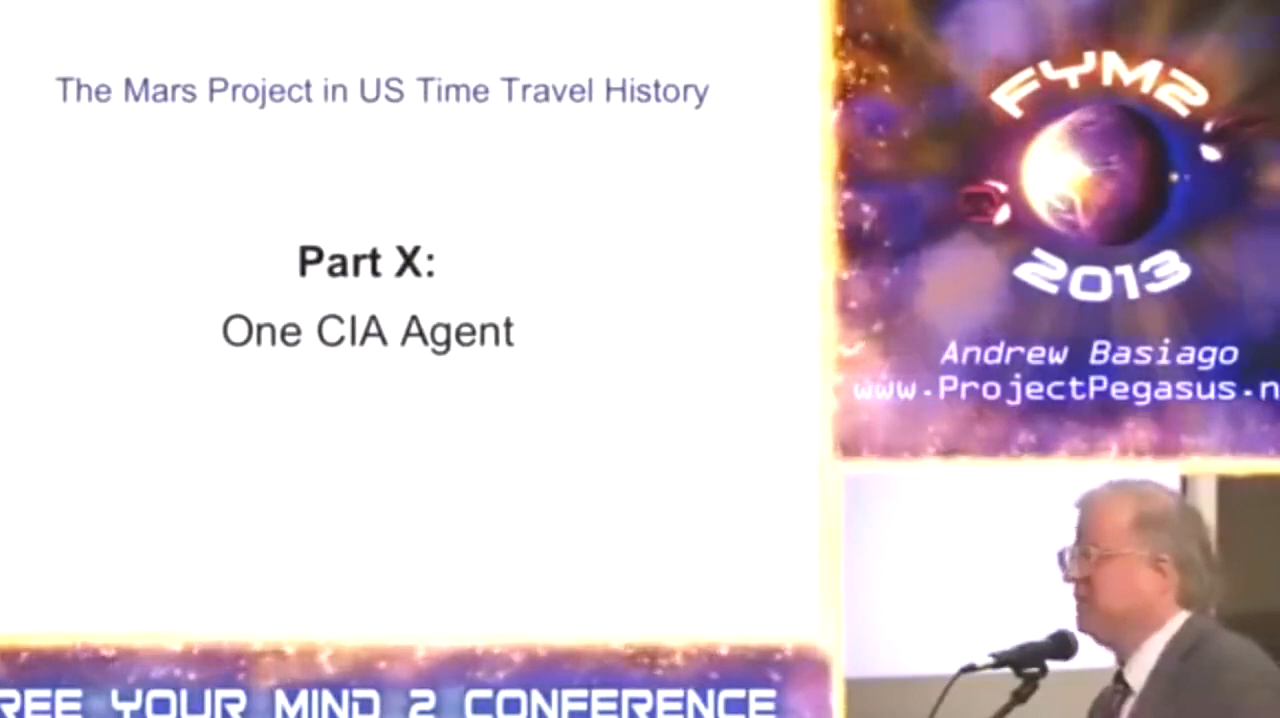 The Mars Project in US Time Travel History
Part X:
One CIA Agent
FYM2
2013
Andrew Basiago
www.ProjectPegasus.n
REE YOUR MIND 2 CONFERENCE